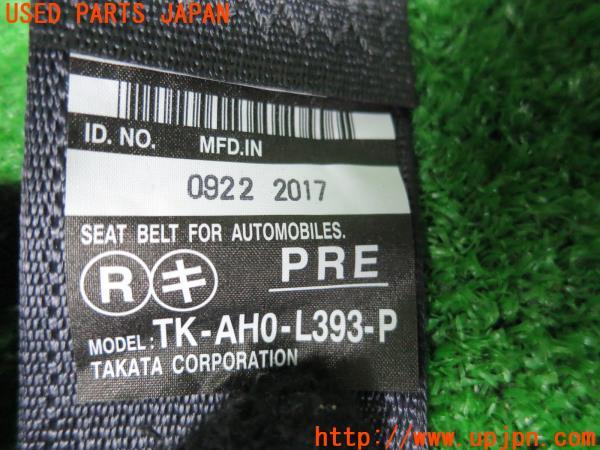 USED PARTS JAPAN
ID. NO. MFD.IN
0922 2017
SEAT BELT FOR AUTOMOBILES.
R キ PRE
MODEL:TK-AH0-L393-P
TAKATA CORPORATION
http://www.upjpn.com